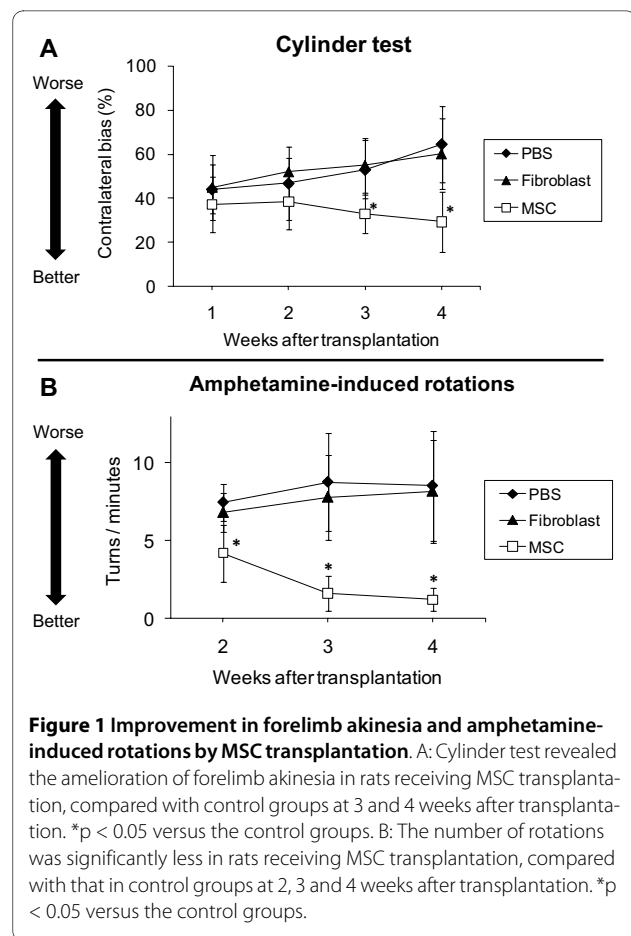 A
Cylinder test
Worse
Better
Contralateral bias (%)
100
80
60
40
20
0
*
*
1 2 3 4
Weeks after transplantation
PBS
Fibroblast
MSC
B
Amphetamine-induced rotations
Worse
Better
Turns / minutes
10
5
0
*
*
*
2 3 4
Weeks after transplantation
PBS
Fibroblast
MSC
Figure 1 Improvement in forelimb akinesia and amphetamine-
induced rotations by MSC transplantation. A: Cylinder test revealed
the amelioration of forelimb akinesia in rats receiving MSC transplanta-
tion, compared with control groups at 3 and 4 weeks after transplanta-
tion. *p < 0.05 versus the control groups. B: The number of rotations
was significantly less in rats receiving MSC transplantation, compared
with that in control groups at 2, 3 and 4 weeks after transplantation. *p
< 0.05 versus the control groups.